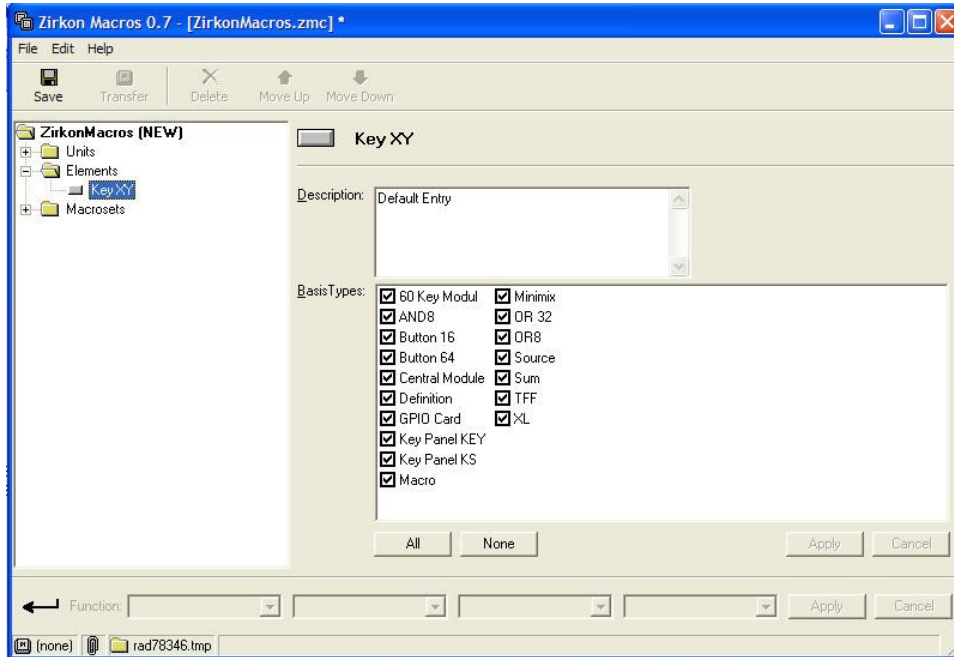 Zirkon Macros 0.7 - [ZirkonMacros.zmc] *
File Edit Help
Save Transfer Delete Move Up Move Down
ZirkonMacros (NEW)
Units
Elements
Key XY
Macrosets
Key XY
Description: Default Entry
BasisTypes:
60 Key Modul Minimix
AND8 OR 32
Button 16 OR8
Button 64 Source
Central Module Sum
Definition TFF
GPIO Card XL
Key Panel KEY
Key Panel KS
Macro
All None Apply Cancel
Function: Apply Cancel
(none) rad78346.tmp